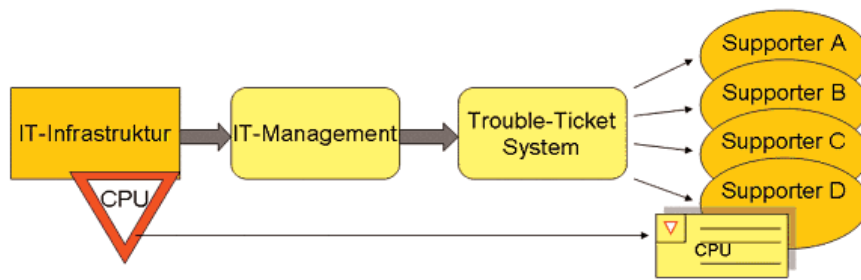 Supporter A
Supporter B
Supporter C
Supporter D
IT-Infrastruktur
IT-Management
Trouble-Ticket
System
CPU
CPU